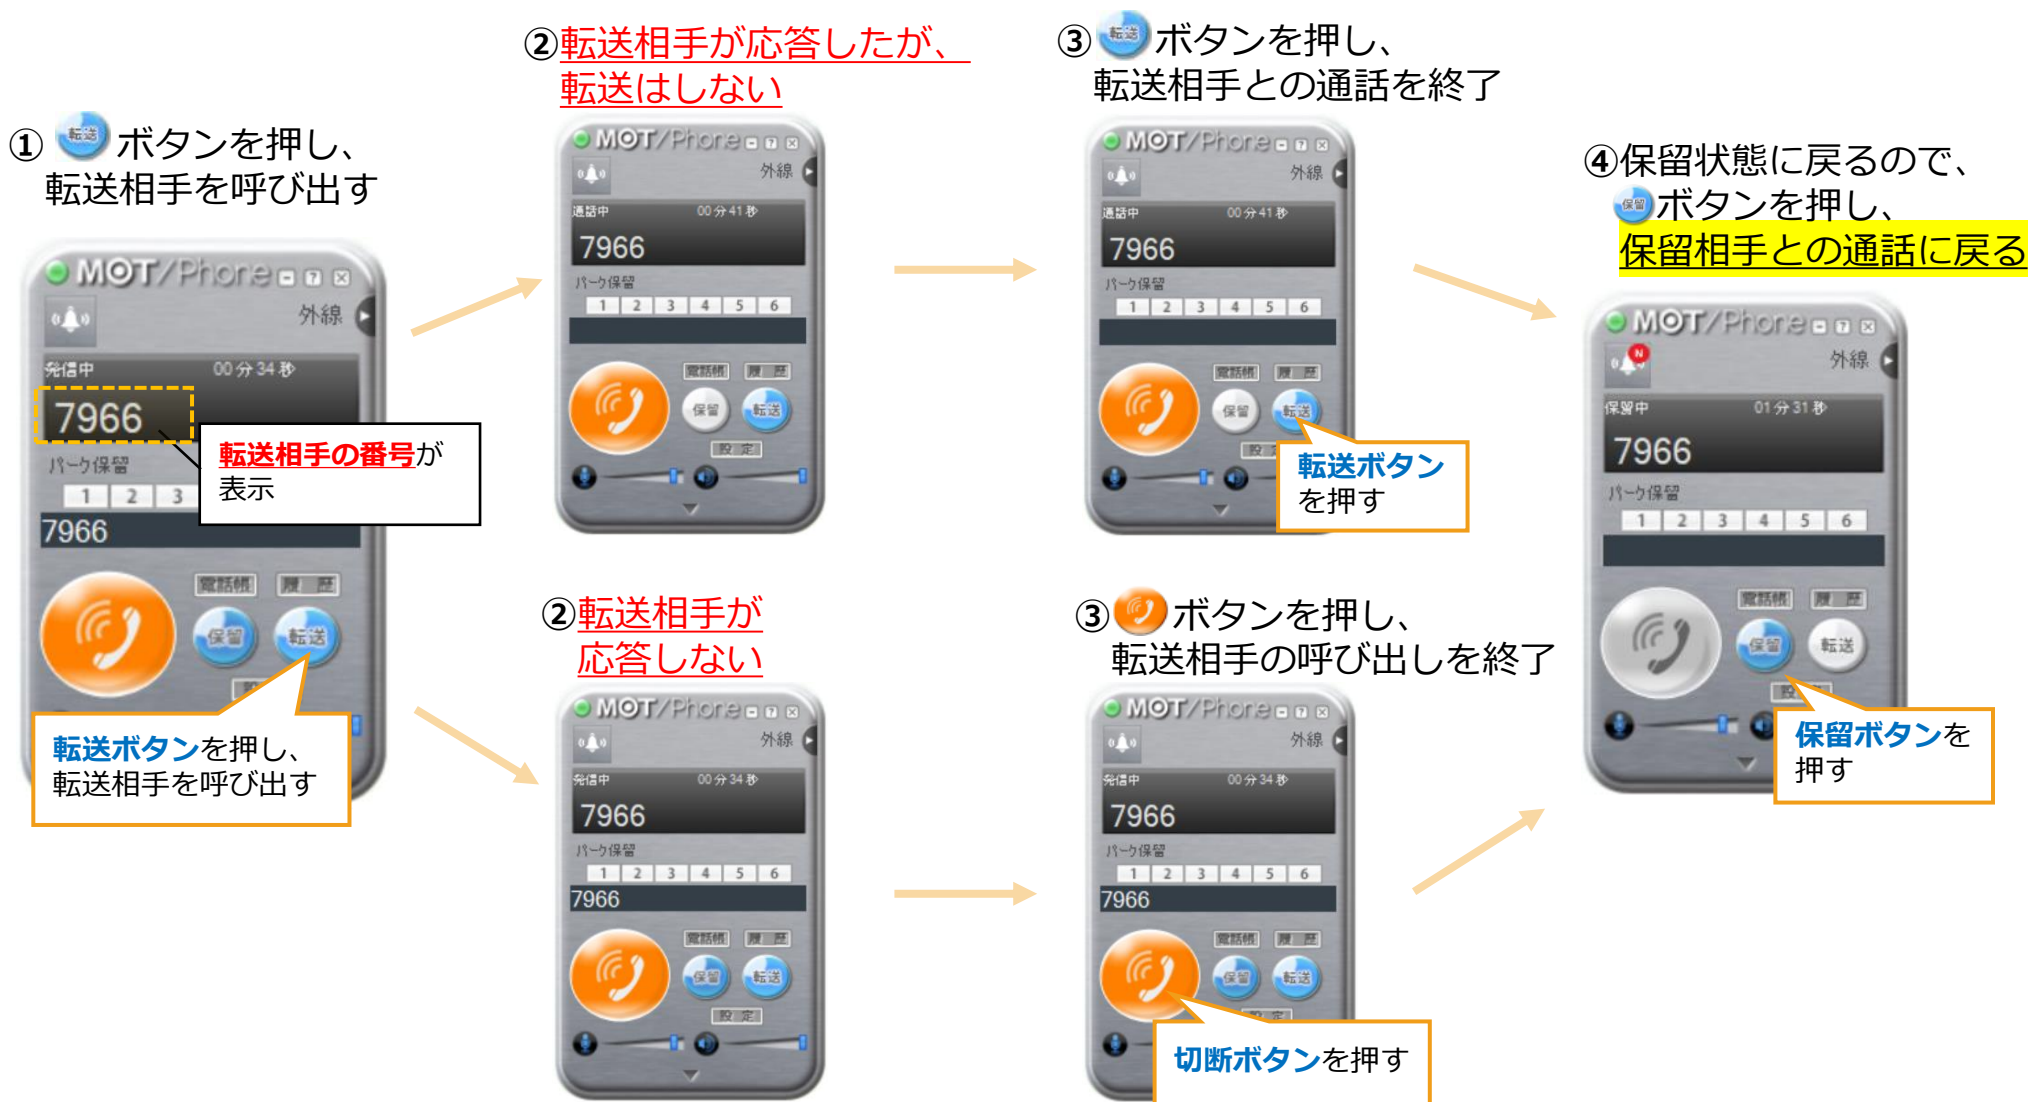 ① 転送 ボタンを押し、
転送相手を呼び出す
MOT/Phone
外線
発信中 00分34秒
7966
パーク保留
1 2 3
7966
電話帳 履歴
保留 転送
転送相手の番号が
表示
転送ボタンを押し、
転送相手を呼び出す
②転送相手が応答したが、
転送はしない
MOT/Phone
外線
通話中 00分41秒
7966
パーク保留
1 2 3 4 5 6
電話帳 履歴
保留 転送
設定
③ 転送 ボタンを押し、
転送相手との通話を終了
MOT/Phone
外線
通話中 00分41秒
7966
パーク保留
1 2 3 4 5 6
電話帳 履歴
保留 転送
転送ボタン
を押す
②転送相手が
応答しない
MOT/Phone
外線
発信中 00分34秒
7966
パーク保留
1 2 3 4 5 6
7966
電話帳 履歴
保留 転送
設定
③ ボタンを押し、
転送相手の呼び出しを終了
MOT/Phone
外線
発信中 00分34秒
7966
パーク保留
1 2 3 4 5 6
7966
電話帳 履歴
保留 転送
切断ボタンを押す
④保留状態に戻るので、
保留 ボタンを押し、
保留相手との通話に戻る
MOT/Phone
N
外線
保留中 01分31秒
7966
パーク保留
1 2 3 4 5 6
電話帳 履歴
保留 転送
保留ボタンを
押す